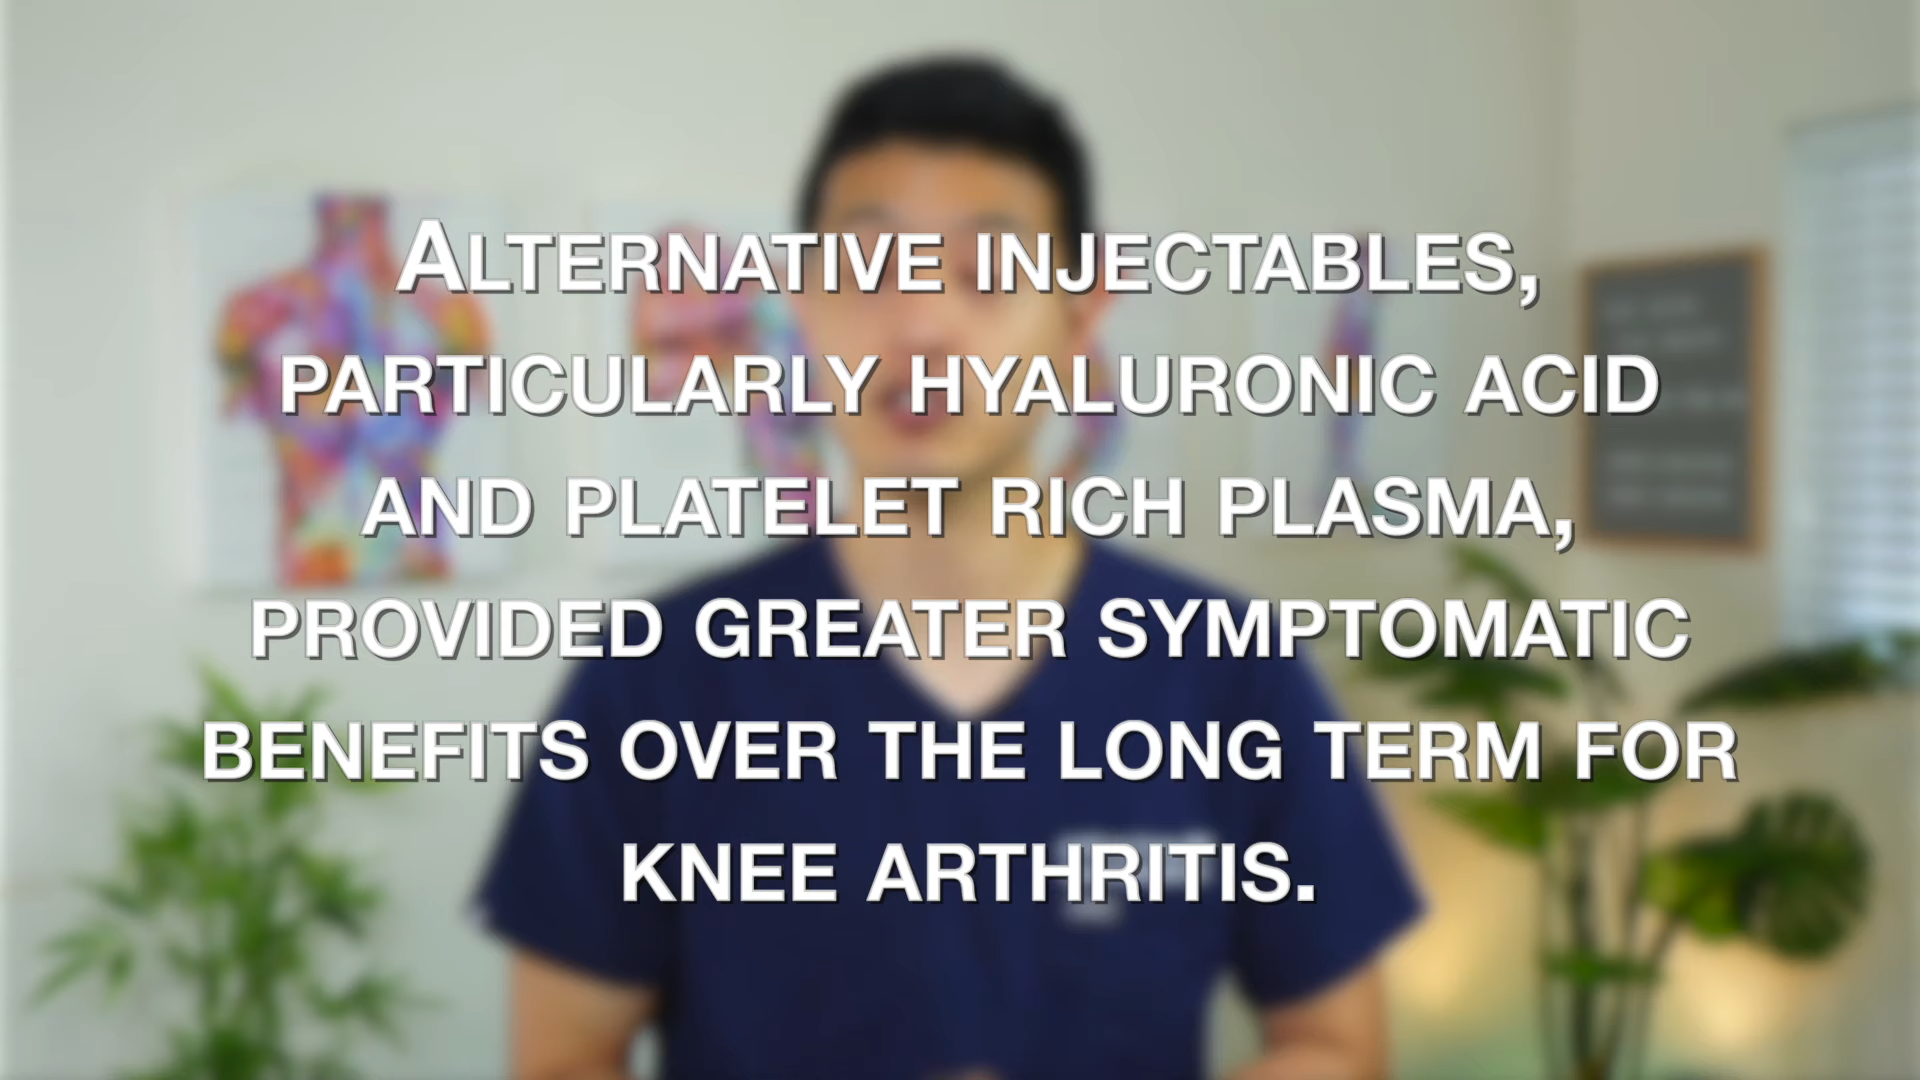 Alternative injectables,
particularly hyaluronic acid
and platelet rich plasma,
provided greater symptomatic
benefits over the long term for
knee arthritis.